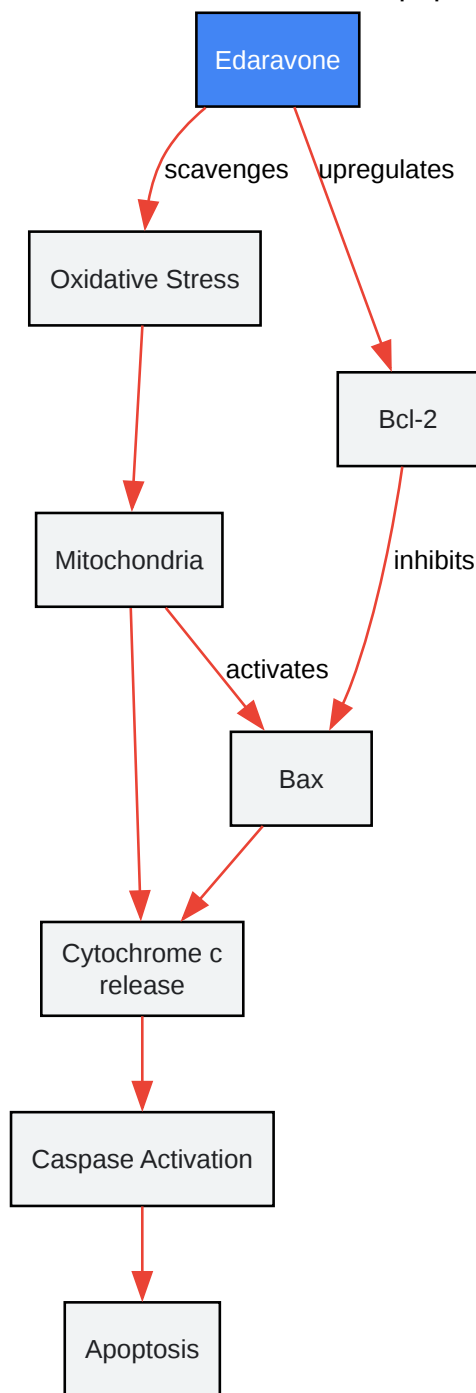 Edaravone
scavenges
upregulates
Oxidative Stress
Bcl-2
Mitochondria
inhibits
activates
Bax
Cytochrome c
release
Caspase Activation
Apoptosis